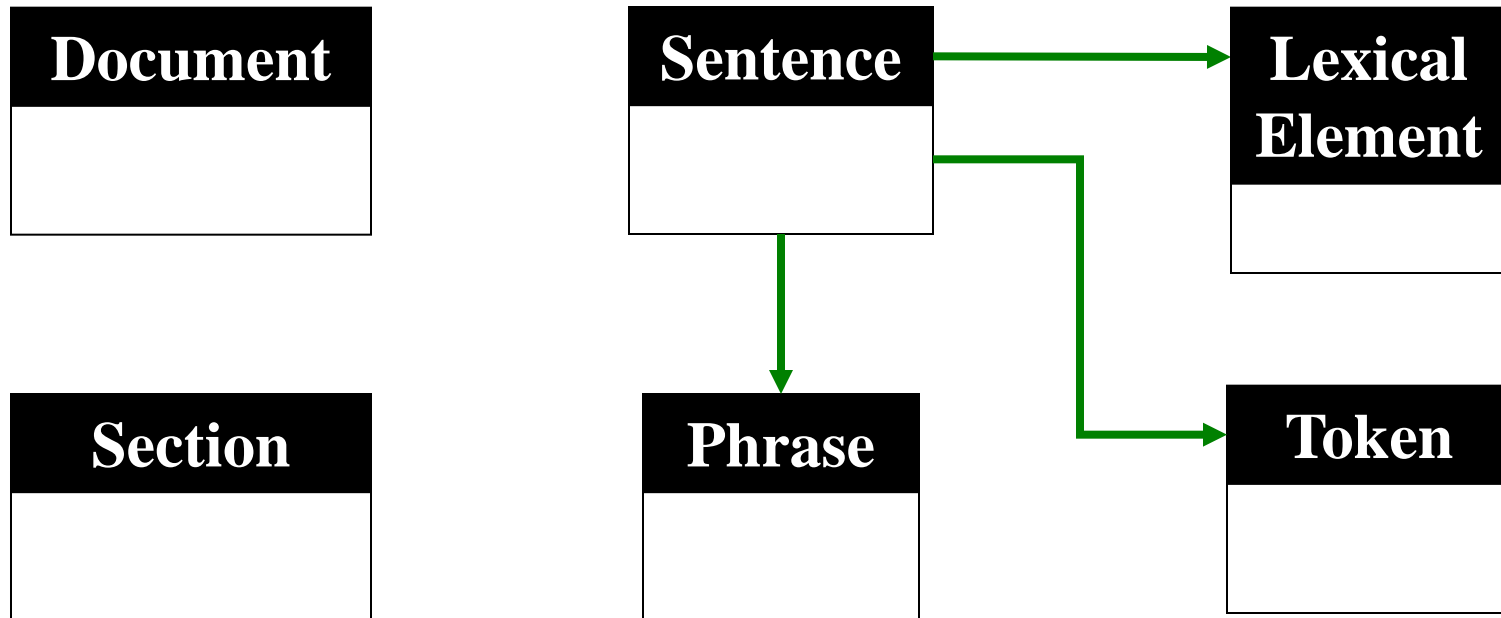 Document
Sentence
Lexical
Element
Section
Phrase
Token